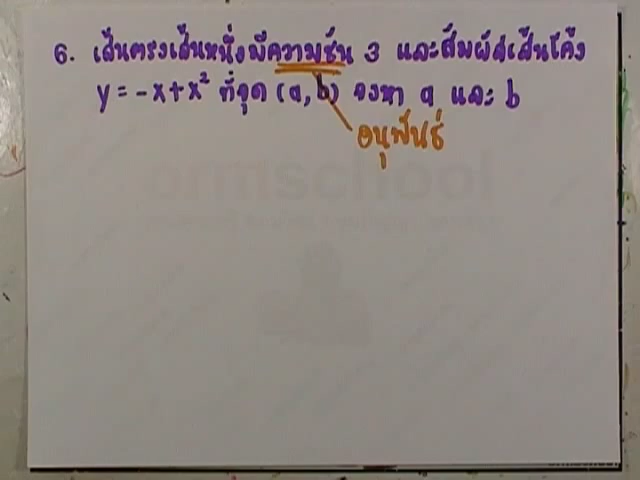 6. เส้นตรงเส้นหนึ่งมีความชัน 3 และสัมผัสเส้นโค้ง
y = -x + x² ที่จุด (a, b) จงหา a และ b
อนุพันธ์
ormschool